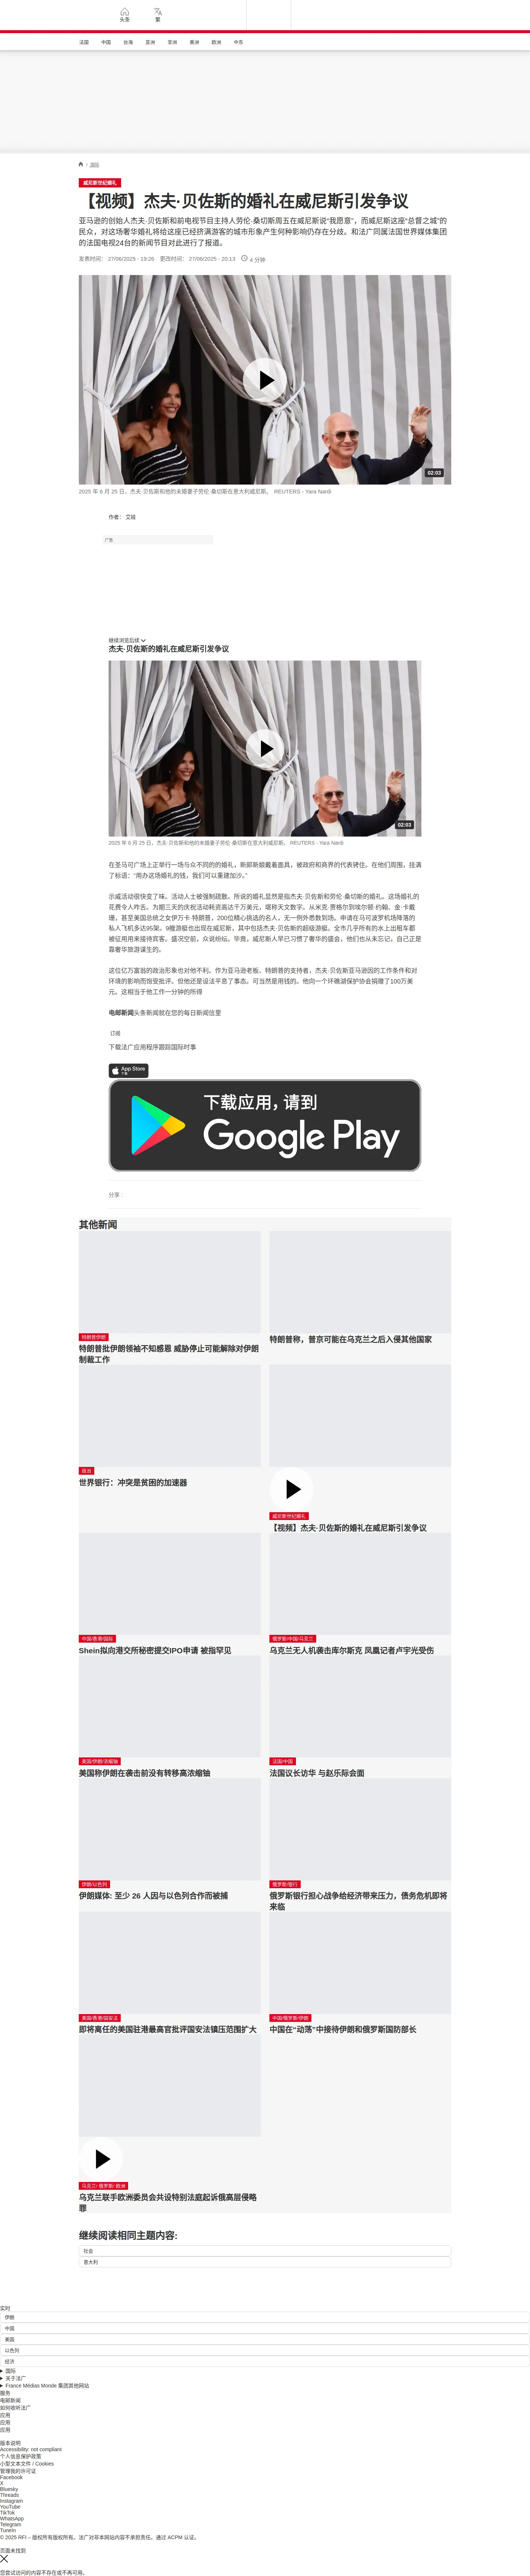 头条
繁
法国
中国
台海
亚洲
非洲
美洲
欧洲
中东
/ 国际
威尼斯世纪婚礼
【视频】杰夫·贝佐斯的婚礼在威尼斯引发争议
亚马逊的创始人杰夫·贝佐斯和前电视节目主持人劳伦·桑切斯周五在威尼斯说“我愿意”，而威尼斯这座“总督之城”的
民众，对这场奢华婚礼将给这座已经挤满游客的城市形象产生何种影响仍存在分歧。和法广同属法国世界媒体集团
的法国电视24台的新闻节目对此进行了报道。
发表时间： 27/06/2025 - 19:26 更改时间： 27/06/2025 - 20:13 4 分钟
02:03
2025 年 6 月 25 日，杰夫·贝佐斯和他的未婚妻子劳伦·桑切斯在意大利威尼斯。 REUTERS - Yara Nardi
作者： 艾娅
广告
继续浏览后续
杰夫·贝佐斯的婚礼在威尼斯引发争议
02:03
2025 年 6 月 25 日，杰夫·贝佐斯和他的未婚妻子劳伦·桑切斯在意大利威尼斯。 REUTERS - Yara Nardi
在圣马可广场上正举行一场与众不同的的婚礼，新郎新娘戴着面具，被政府和商界的代表铐住。在他们周围，挂满
了标语：“用办这场婚礼的钱，我们可以重建加沙。”
示威活动很快变了味。活动人士被强制疏散。所说的婚礼显然是指杰夫·贝佐斯和劳伦·桑切斯的婚礼。这场婚礼的
花费令人咋舌。为期三天的庆祝活动耗资高达千万美元，堪称天文数字。从米克·贾格尔到埃尔顿·约翰、金·卡戴
珊，甚至美国总统之女伊万卡·特朗普，200位精心挑选的名人，无一例外悉数到场。申请在马可波罗机场停落的
私人飞机多达95架。9艘游艇也出现在威尼斯，其中包括杰夫·贝佐斯的超级游艇。全市几乎所有的水上出租车都
被征用用来接待宾客。盛况空前，众说纷纭。毕竟，威尼斯人早已习惯了奢华的盛会，他们也从未忘记，自己正是
靠奢华旅游谋生的。
这位亿万富翁的政治形象也对他不利。作为亚马逊老板、特朗普的支持者，杰夫·贝佐斯亚马逊因的工作条件和对
环境的影响而饱受批评。但他还是设法平息了事态。可当然是用钱的。他向一个环礁湖保护协会捐赠了100万美
元。这相当于他工作一分钟的所得
电邮新闻头条新闻就在您的每日新闻信里
订阅
下载法广应用程序跟踪国际时事
App Store
下载
下载应用，请到
Google Play
分享 :
其他新闻
特朗普伊朗
特朗普批伊朗领袖不知感恩 威胁停止可能解除对伊朗
制裁工作
特朗普称，普京可能在乌克兰之后入侵其他国家
政治
世界银行：冲突是贫困的加速器
威尼斯世纪婚礼
【视频】杰夫·贝佐斯的婚礼在威尼斯引发争议
中国/香港/国际
Shein拟向港交所秘密提交IPO申请 被指罕见
俄罗斯/中国/乌克兰
乌克兰无人机袭击库尔斯克 凤凰记者卢宇光受伤
美国/伊朗/浓缩铀
美国称伊朗在袭击前没有转移高浓缩铀
法国/中国
法国议长访华 与赵乐际会面
伊朗/以色列
伊朗媒体: 至少 26 人因与以色列合作而被捕
俄罗斯/银行
俄罗斯银行担心战争给经济带来压力，债务危机即将
来临
美国/香港/国安法
即将离任的美国驻港最高官批评国安法镇压范围扩大
中国/俄罗斯/伊朗
中国在“动荡”中接待伊朗和俄罗斯国防部长
乌克兰/ 俄罗斯/ 欧洲
乌克兰联手欧洲委员会共设特别法庭起诉俄高层侵略
罪
继续阅读相同主题内容:
社会
意大利
实时
伊朗
中国
美国
以色列
经济
国际
关于法广
France Médias Monde 集团其他网站
服务
电邮新闻
如何收听法广
应用
应用
应用
版本说明
Accessibility: not compliant
个人信息保护政策
小型文本文件 / Cookies
管理我的许可证
Facebook
X
Bluesky
Threads
Instagram
YouTube
TikTok
WhatsApp
Telegram
TuneIn
© 2025 RFI – 版权所有版权所有。法广对非本网站内容不承担责任。通过 ACPM 认证。
页面未找到
您尝试访问的内容不存在或不再可用。